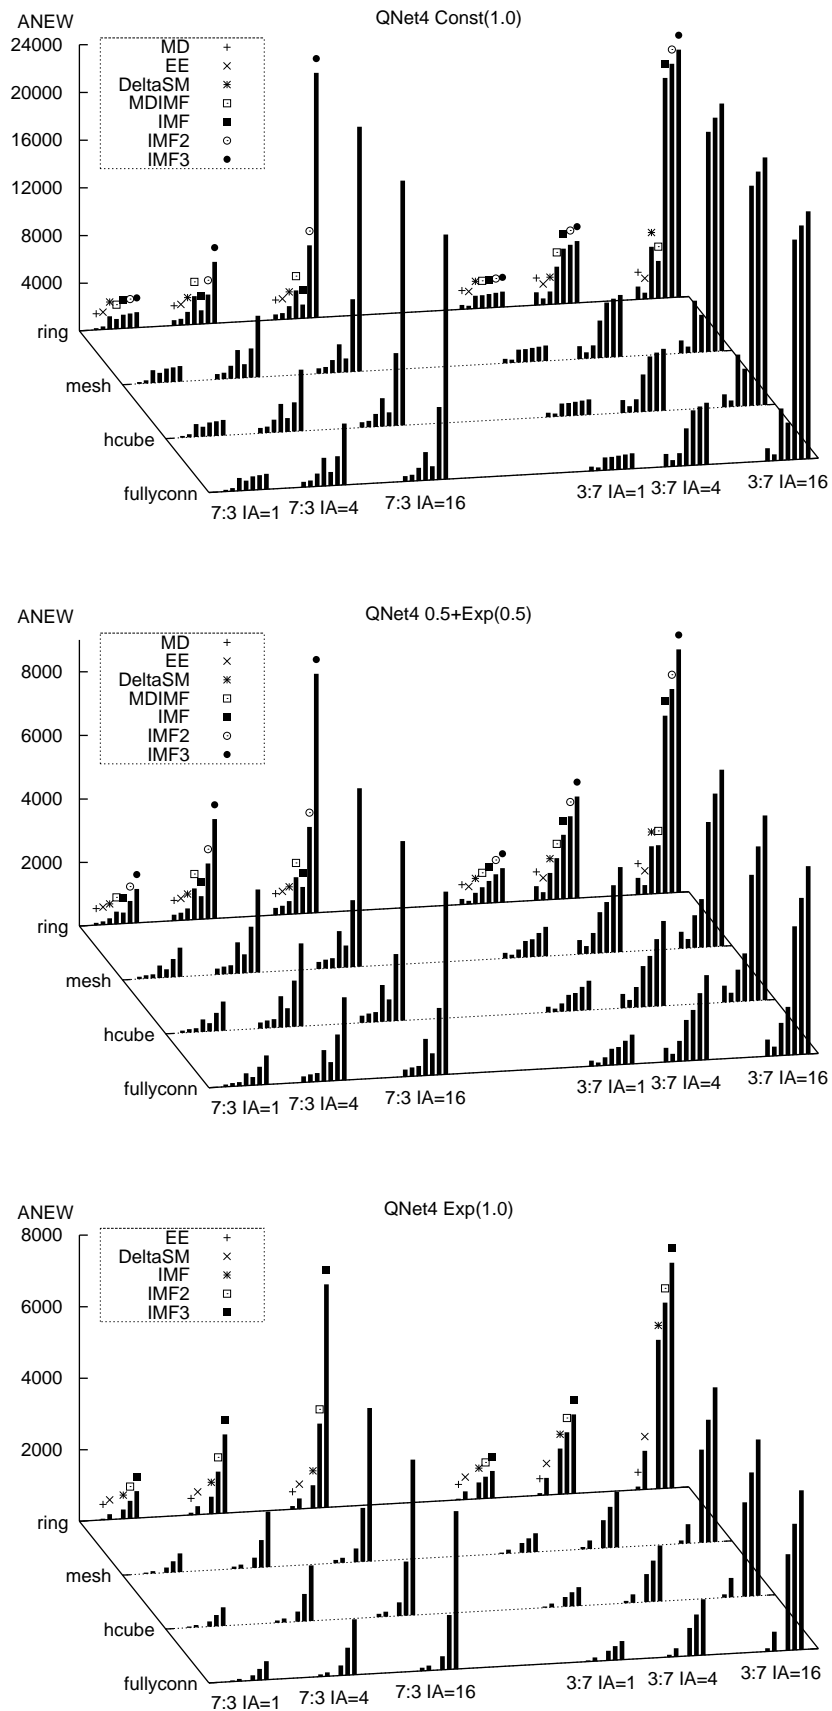 ANEW
QNet4 Const(1.0)
24000
20000
16000
12000
8000
4000
MD
EE
DeltaSM
MDIMF
IMF
IMF2
IMF3
ring
mesh
hcube
fullyconn
7:3 IA=1 7:3 IA=4 7:3 IA=16 3:7 IA=1 3:7 IA=4 3:7 IA=16
ANEW
QNet4 0.5+Exp(0.5)
8000
6000
4000
2000
MD
EE
DeltaSM
MDIMF
IMF
IMF2
IMF3
ring
mesh
hcube
fullyconn
7:3 IA=1 7:3 IA=4 7:3 IA=16 3:7 IA=1 3:7 IA=4 3:7 IA=16
ANEW
QNet4 Exp(1.0)
8000
6000
4000
2000
EE
DeltaSM
IMF
IMF2
IMF3
ring
mesh
hcube
fullyconn
7:3 IA=1 7:3 IA=4 7:3 IA=16 3:7 IA=1 3:7 IA=4 3:7 IA=16